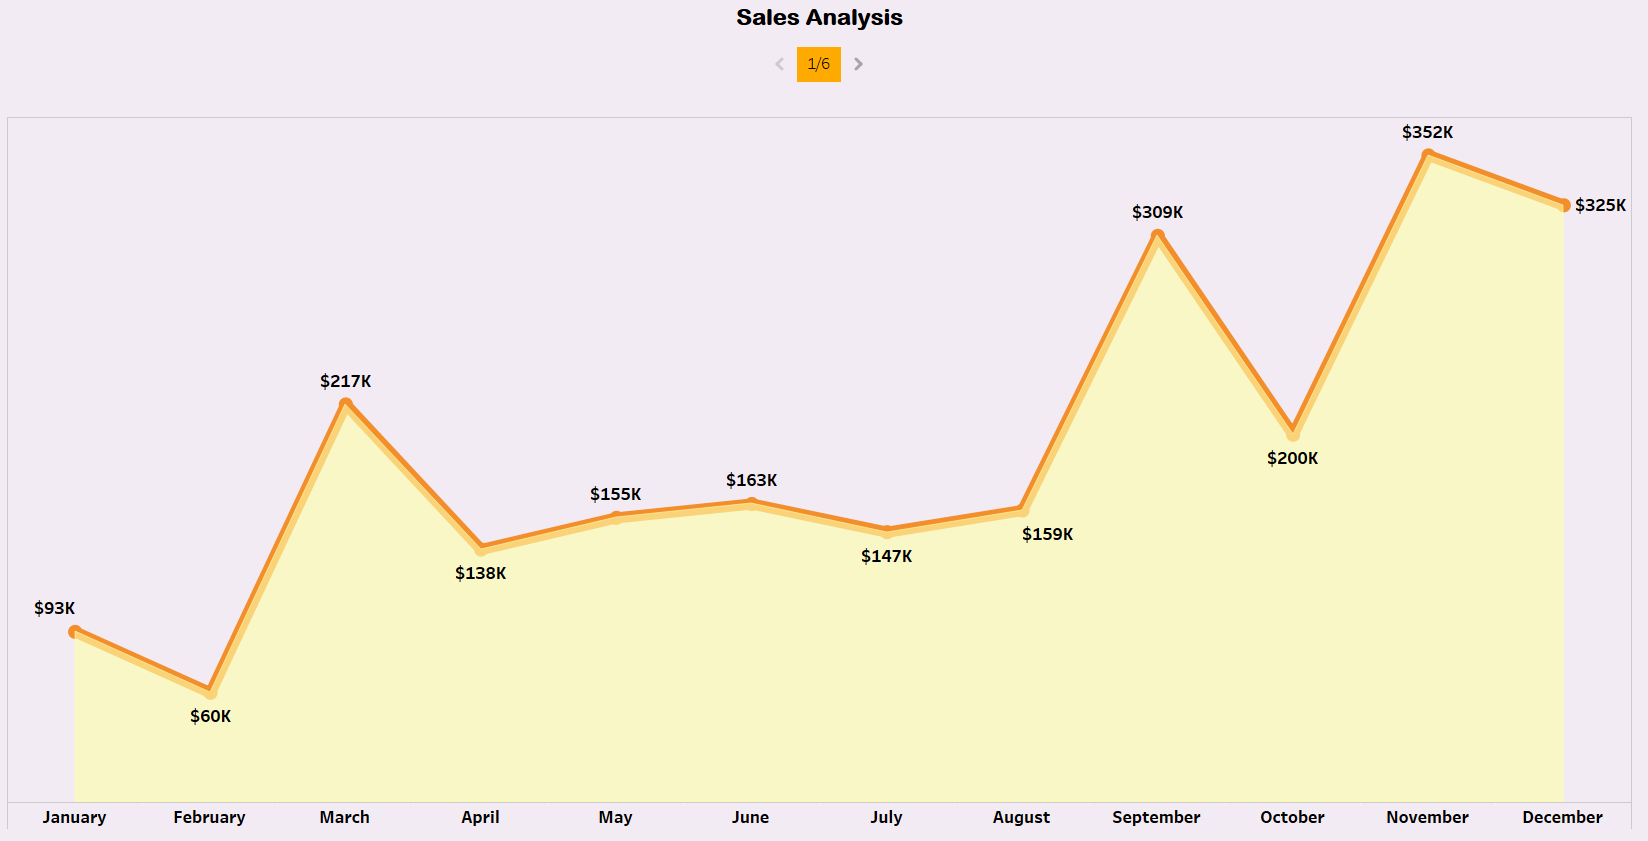 Sales Analysis
1/6
$352K
$325K
$309K
$217K
$200K
$163K
$155K
$159K
$147K
$138K
$93K
$60K
January February March April May June July August September October November December